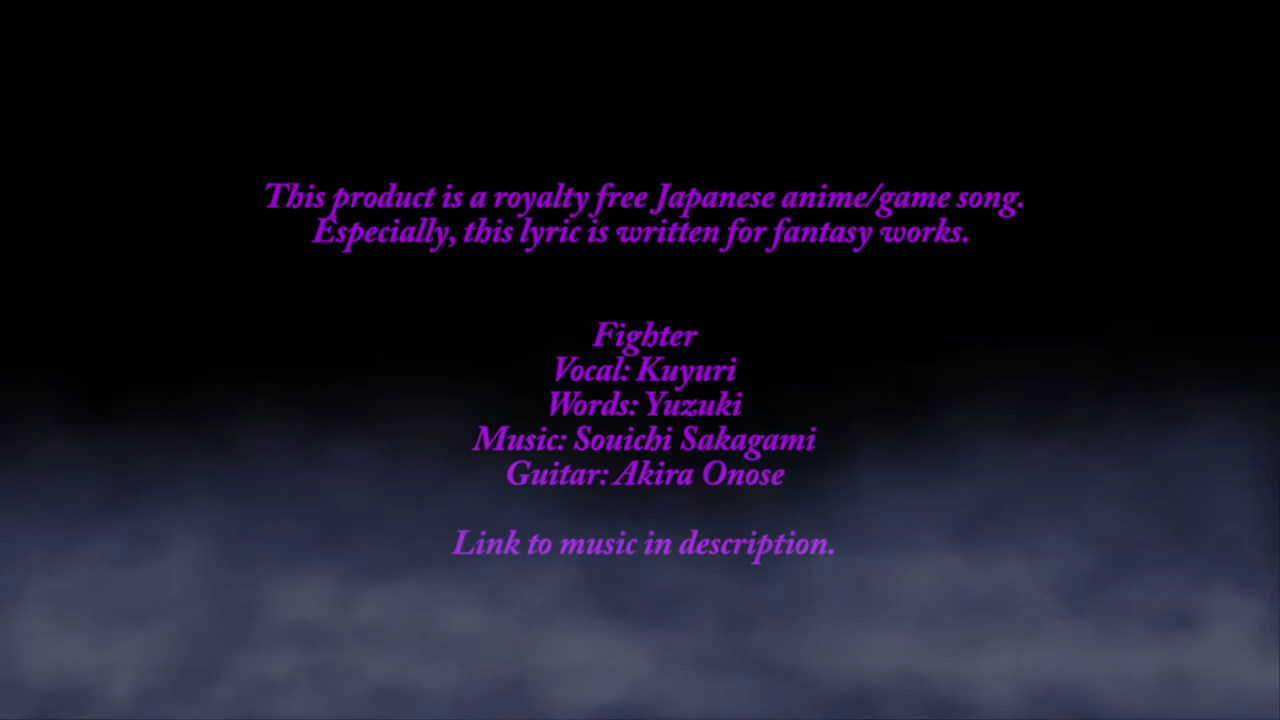 This product is a royalty free Japanese anime/game song.
Especially, this lyric is written for fantasy works.
Fighter
Vocal: Kuyuri
Words: Yuzuki
Music: Souichi Sakagami
Guitar: Akira Onose
Link to music in description.